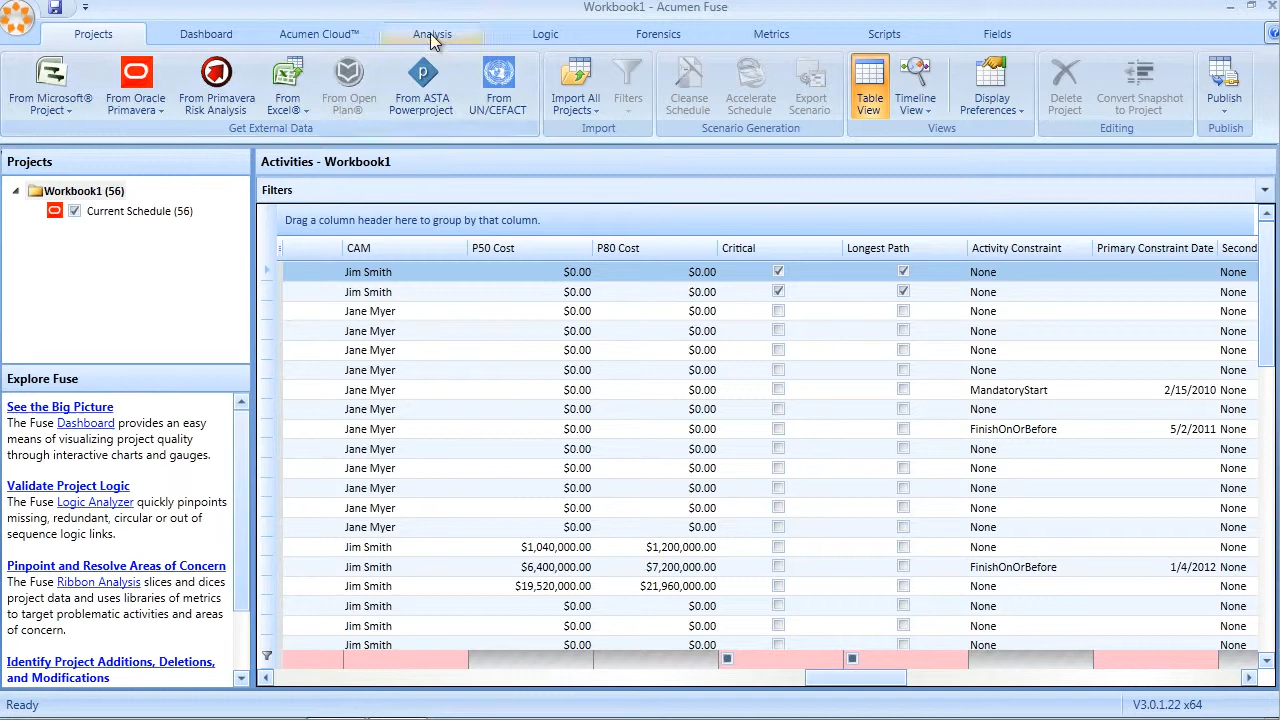 Workbook1 - Acumen Fuse
Projects
Dashboard
Acumen Cloud™
Analysis
Logic
Forensics
Metrics
Scripts
Fields
From Microsoft® Project
From Oracle Primavera
From Primavera Risk Analysis
From Excel®
From Open Plan®
From ASTA Powerproject
From UN/CEFACT
Get External Data
Import All Projects
Filters
Import
Cleanse Schedule
Accelerate Schedule
Export Scenario
Scenario Generation
Table View
Timeline View
Display Preferences
Views
Delete Project
Convert Snapshot to Project
Editing
Publish
Publish
Projects
Workbook1 (56)
Current Schedule (56)
Explore Fuse
See the Big Picture
The Fuse Dashboard provides an easy
means of visualizing project quality
through interactive charts and gauges.
Validate Project Logic
The Fuse Logic Analyzer quickly pinpoints
missing, redundant, circular or out of
sequence logic links.
Pinpoint and Resolve Areas of Concern
The Fuse Ribbon Analysis slices and dices
project data and uses libraries of metrics
to target problematic activities and areas
of concern.
Identify Project Additions, Deletions,
and Modifications
Activities - Workbook1
Filters
Drag a column header here to group by that column.
CAM P50 Cost P80 Cost Critical Longest Path Activity Constraint Primary Constraint Date Second
Jim Smith $0.00 $0.00 None None
Jim Smith $0.00 $0.00 None None
Jane Myer $0.00 $0.00 None None
Jane Myer $0.00 $0.00 None None
Jane Myer $0.00 $0.00 None None
Jane Myer $0.00 $0.00 None None
Jane Myer $0.00 $0.00 MandatoryStart 2/15/2010 None
Jane Myer $0.00 $0.00 None None
Jane Myer $0.00 $0.00 FinishOnOrBefore 5/2/2011 None
Jane Myer $0.00 $0.00 None None
Jane Myer $0.00 $0.00 None None
Jane Myer $0.00 $0.00 None None
Jane Myer $0.00 $0.00 None None
Jane Myer $0.00 $0.00 None None
Jim Smith $1,040,000.00 $1,200,000.00 None None
Jim Smith $6,400,000.00 $7,200,000.00 FinishOnOrBefore 1/4/2012 None
Jim Smith $19,520,000.00 $21,960,000.00 None None
Jim Smith $0.00 $0.00 None None
Jim Smith $0.00 $0.00 None None
Jim Smith $0.00 $0.00 None None
Ready
V3.0.1.22 x64